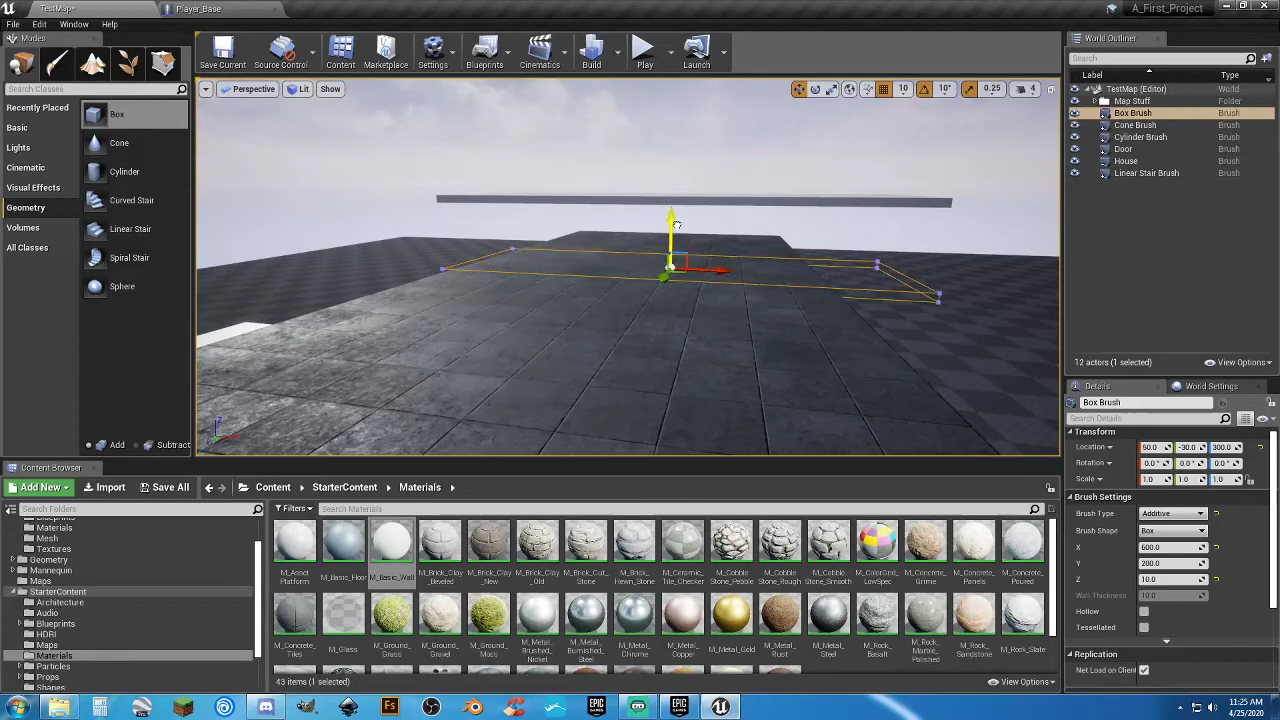 TestMap*
Player_Base
A_First_Project
File Edit Window Help
Modes
Search Classes
Recently Placed
Basic
Lights
Cinematic
Visual Effects
Geometry
Volumes
All Classes
Box
Cone
Cylinder
Curved Stair
Linear Stair
Spiral Stair
Sphere
Add Subtract
Save Current
Source Control
Content
Marketplace
Settings
Blueprints
Cinematics
Build
Play
Launch
Perspective Lit Show
10 10° 0.25 4
World Outliner
Search
Label Type
TestMap (Editor) World
Map Stuff Folder
Box Brush Brush
Cone Brush Brush
Cylinder Brush Brush
Door Brush
House Brush
Linear Stair Brush Brush
12 actors (1 selected) View Options
Details World Settings
Box Brush
Search Details
Transform
Location 50.0 -30.0 300.0
Rotation 0.0° 0.0° 0.0°
Scale 1.0 1.0 1.0
Brush Settings
Brush Type Additive
Brush Shape Box
X 600.0
Y 200.0
Z 10.0
Wall Thickness 10.0
Hollow
Tessellated
Replication
Net Load on Client
Content Browser
Add New Import Save All Content StarterContent Materials
Search Folders
Filters Search Materials
Blueprints
Materials
Mesh
Textures
Geometry
Mannequin
Maps
StarterContent
Architecture
Audio
Blueprints
HDRI
Maps
Materials
Particles
Props
Shapes
M_Asset_Platform M_Basic_Floor M_Basic_Wall M_Brick_Clay_Beveled M_Brick_Clay_New M_Brick_Clay_Old M_Brick_Cut_Stone M_Brick_Hewn_Stone M_Ceramic_Tile_Checker M_Cobble_Stone_Pebble M_Cobble_Stone_Rough M_Cobble_Stone_Smooth M_ColorGrid_LowSpec M_Concrete_Grime M_Concrete_Panels M_Concrete_Poured
M_Concrete_Tiles M_Glass M_Ground_Grass M_Ground_Gravel M_Ground_Moss M_Metal_Brushed_Nickel M_Metal_Burnished_Steel M_Metal_Chrome M_Metal_Copper M_Metal_Gold M_Metal_Rust M_Metal_Steel M_Rock_Basalt M_Rock_Marble_Polished M_Rock_Sandstone M_Rock_Slate
43 items (1 selected) View Options
11:25 AM
4/25/2020